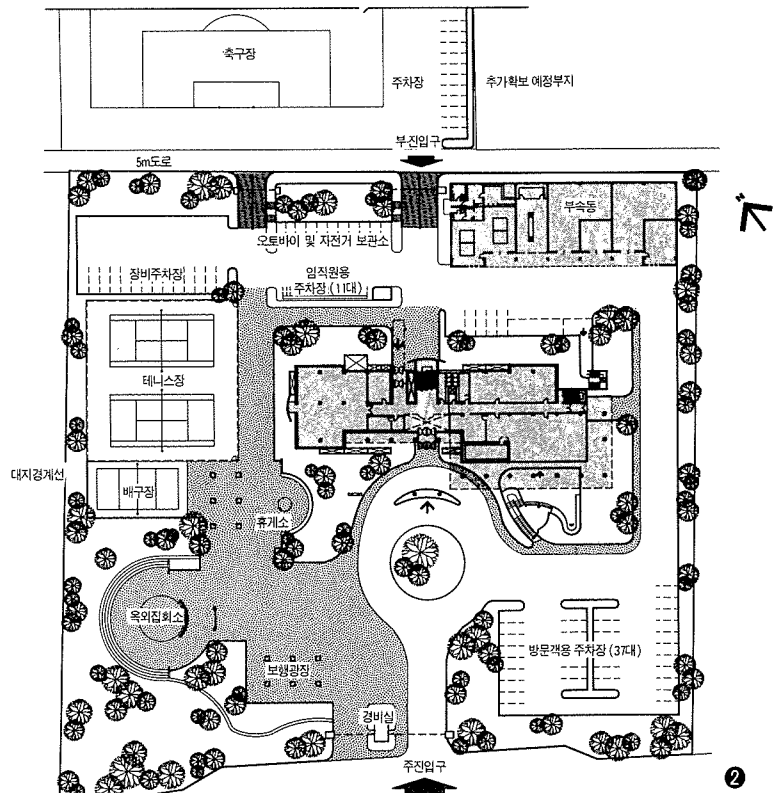 축구장
주차장
추가확보 예정부지
부진입구
5m도로
부속동
오토바이 및 자전거 보관소
장비주차장
임직원용
주차장 (11대)
테니스장
대지경계선
배구장
휴게소
옥외집회소
방문객용 주차장 (37대)
보행광장
경비실
주진입구
2